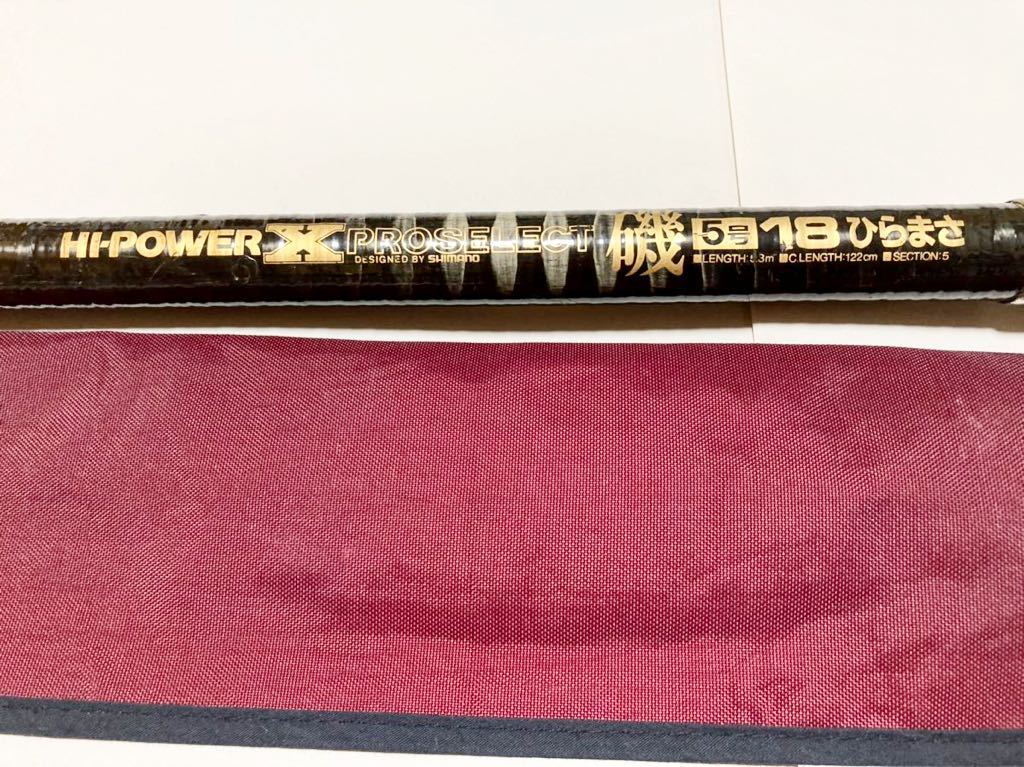 HI-POWER X PROSELECT 磯 5号 18 ひらまさ
DESIGNED BY SHIMANO ■LENGTH:5.3m ■C LENGTH:122cm ■SECTION:5